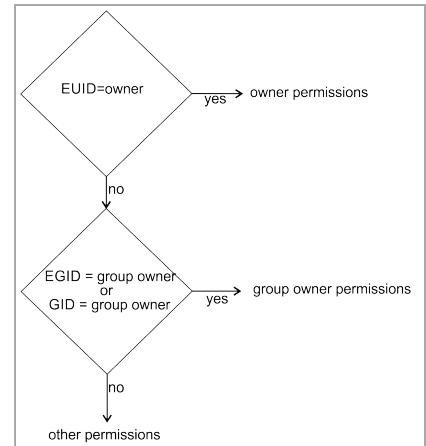 EUID=owner
yes
owner permissions
no
EGID = group owner
or
GID = group owner
yes
group owner permissions
no
other permissions